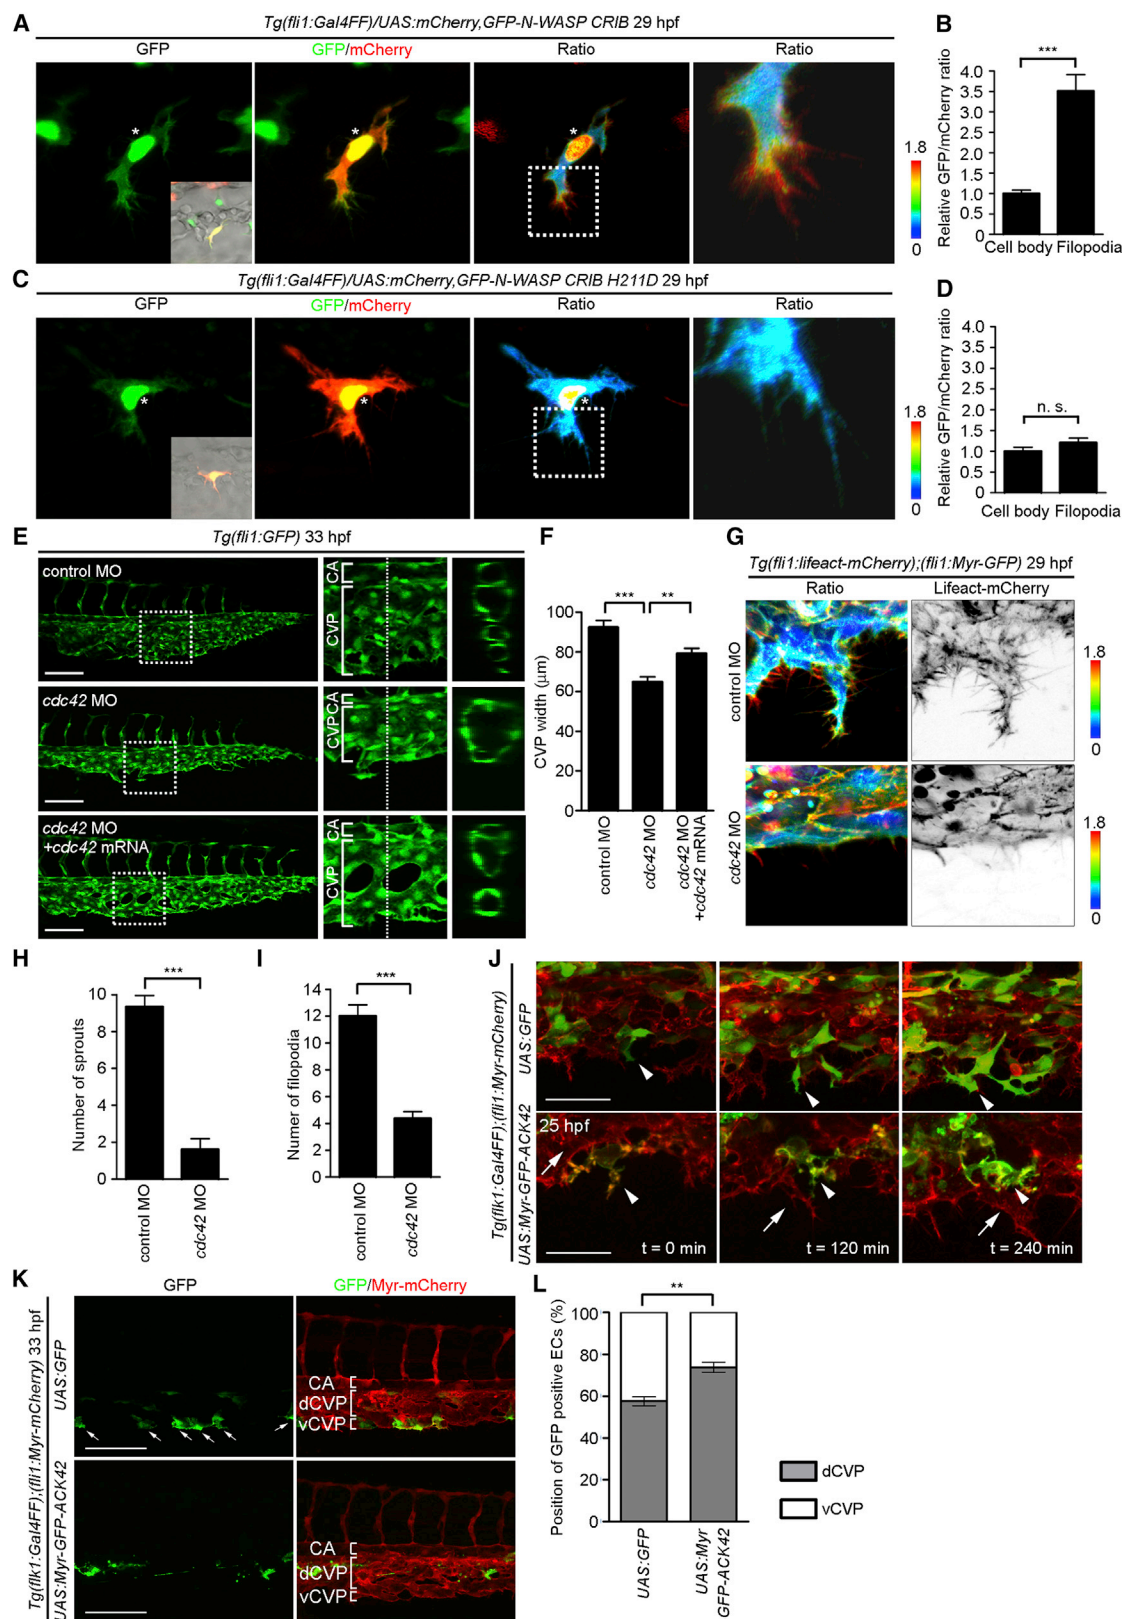 A
Tg(fli1:Gal4FF)/UAS:mCherry,GFP-N-WASP CRIB 29 hpf
GFP
GFP/mCherry
Ratio
Ratio
*
*
*
1.8
0
B
***
Relative GFP/mCherry ratio
4.0
3.5
3.0
2.5
2.0
1.5
1.0
0.5
0
Cell body
Filopodia
C
Tg(fli1:Gal4FF)/UAS:mCherry,GFP-N-WASP CRIB H211D 29 hpf
GFP
GFP/mCherry
Ratio
Ratio
*
*
*
1.8
0
D
n. s.
Relative GFP/mCherry ratio
4.0
3.5
3.0
2.5
2.0
1.5
1.0
0.5
0
Cell body
Filopodia
E
Tg(fli1:GFP) 33 hpf
control MO
CA
CVP
cdc42 MO
CA
CVP
cdc42 MO
+cdc42 mRNA
CA
CVP
F
***
**
CVP width (µm)
100
80
60
40
20
0
control MO
cdc42 MO
cdc42 MO
+cdc42 mRNA
G
Tg(fli1:lifeact-mCherry);(fli1:Myr-GFP) 29 hpf
Ratio
Lifeact-mCherry
control MO
1.8
0
cdc42 MO
1.8
0
H
***
Number of sprouts
10
8
6
4
2
0
control MO
cdc42 MO
I
***
Numer of filopodia
14
12
10
8
6
4
2
0
control MO
cdc42 MO
J
Tg(flk1:Gal4FF);(fli1:Myr-mCherry)
UAS:GFP
UAS:Myr-GFP-ACK42
25 hpf
t = 0 min
t = 120 min
t = 240 min
K
GFP
GFP/Myr-mCherry
Tg(flk1:Gal4FF);(fli1:Myr-mCherry) 33 hpf
UAS:GFP
CA
dCVP
vCVP
UAS:Myr-GFP-ACK42
CA
dCVP
vCVP
L
**
Position of GFP positive ECs (%)
100
80
60
40
20
0
UAS:GFP
UAS:Myr
GFP-ACK42
dCVP
vCVP